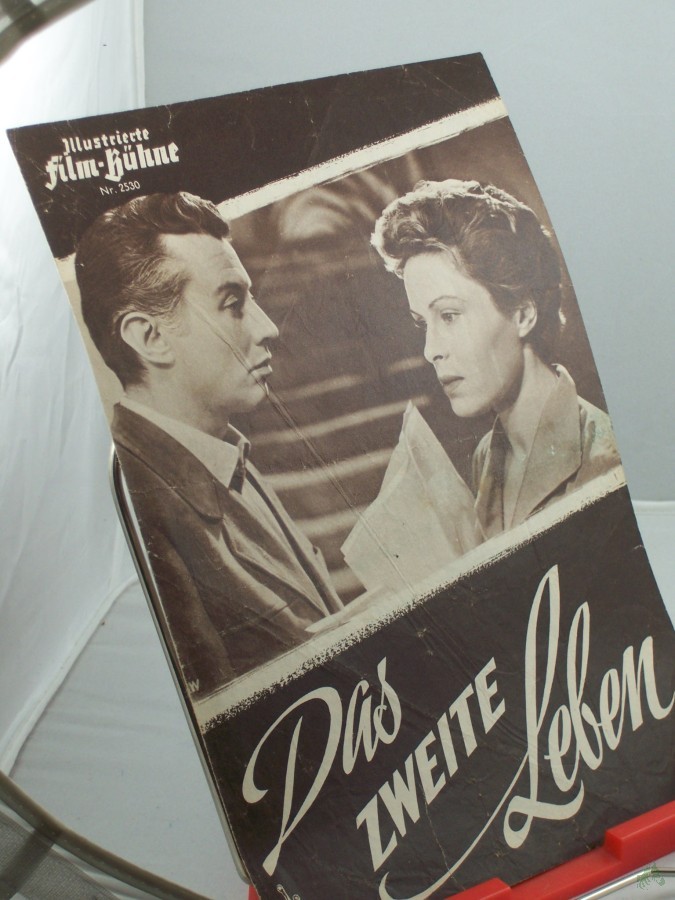 Illustrierte
Film-Bühne
Nr. 2530
W
Das
ZWEITE
Leben